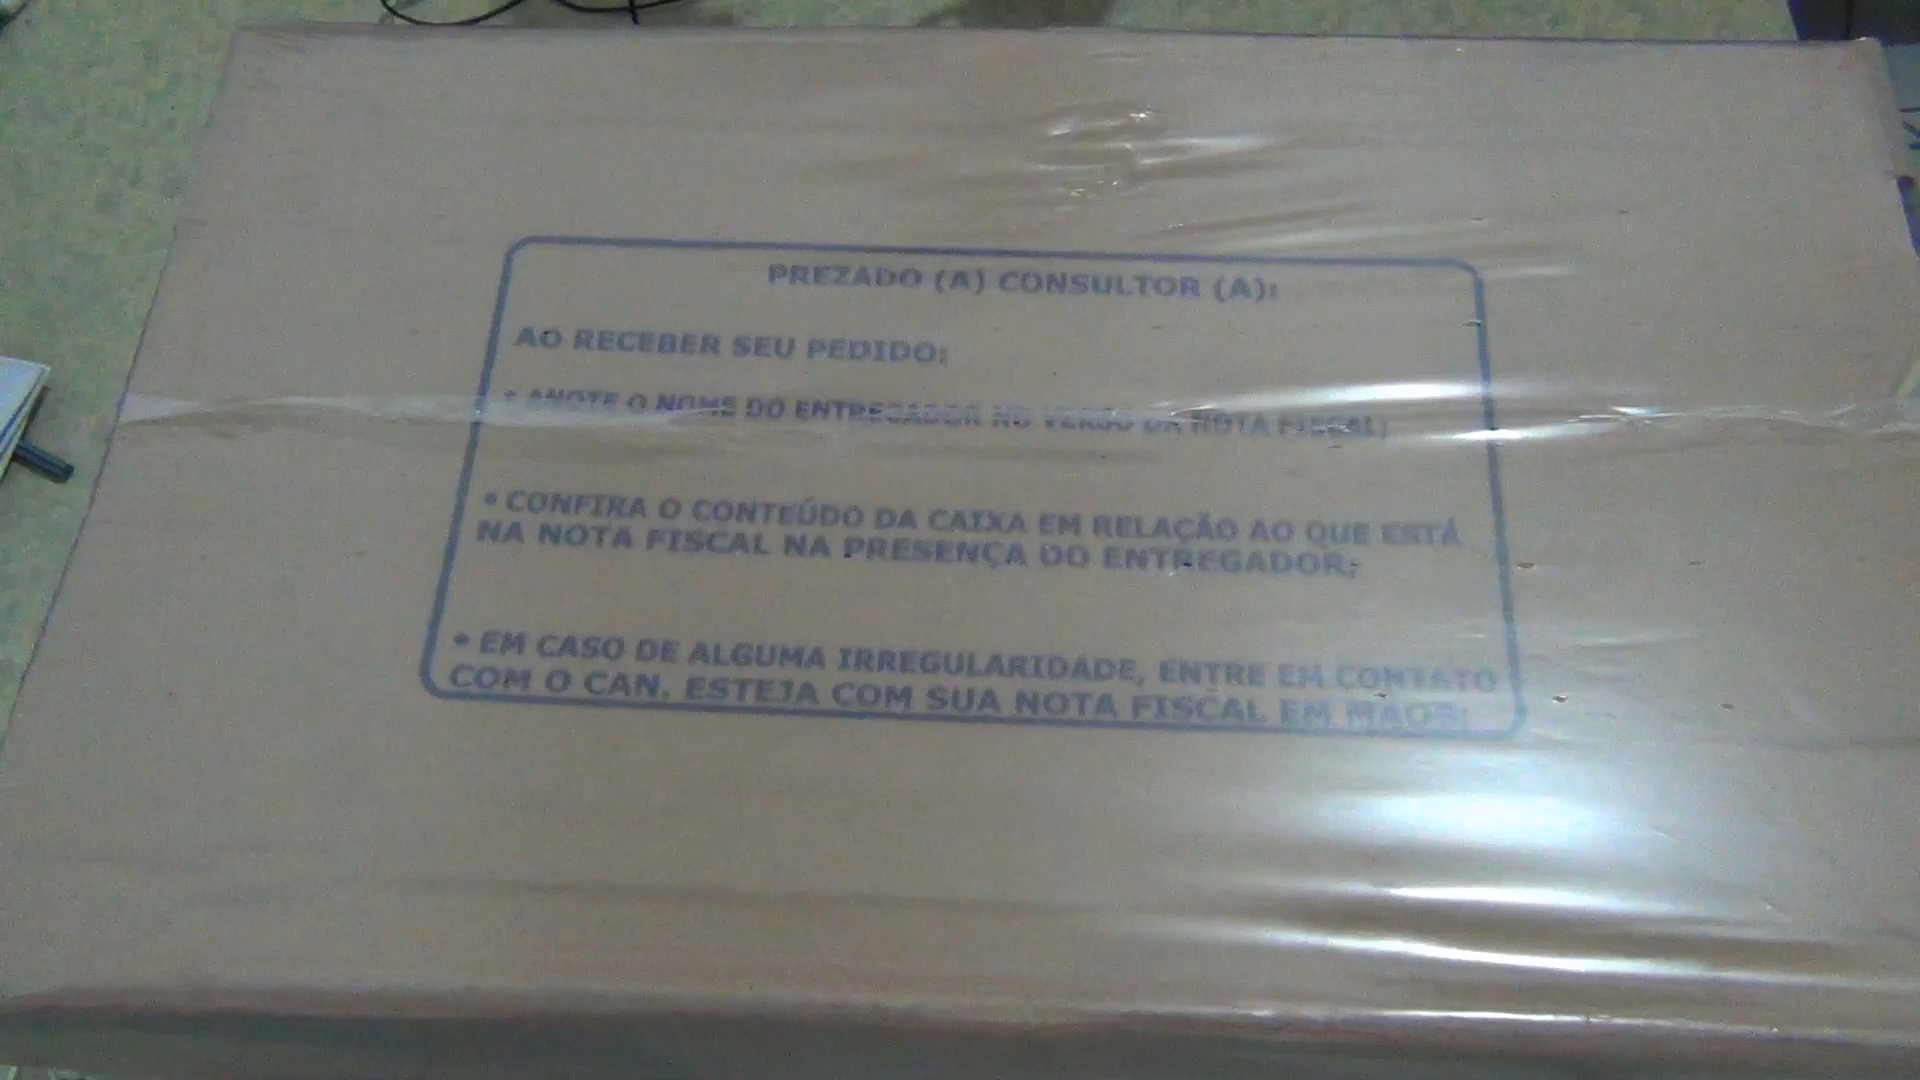 PREZADO (A) CONSULTOR (A):
AO RECEBER SEU PEDIDO:
• ANOTE O NOME DO ENTREGADOR NO VERSO DA NOTA FISCAL;
• CONFIRA O CONTEÚDO DA CAIXA EM RELAÇÃO AO QUE ESTÁ
NA NOTA FISCAL NA PRESENÇA DO ENTREGADOR;
• EM CASO DE ALGUMA IRREGULARIDADE, ENTRE EM CONTATO
COM O CAN. ESTEJA COM SUA NOTA FISCAL EM MÃOS;